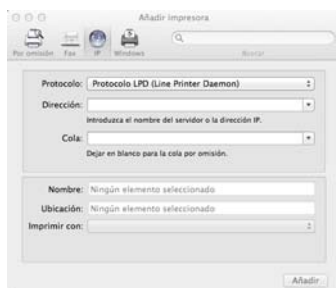 Añadir impresora
Por omisión Fax IP Windows Buscar
Protocolo: Protocolo LPD (Line Printer Daemon)
Dirección:
Introduzca el nombre del servidor o la dirección IP.
Cola:
Dejar en blanco para la cola por omisión.
Nombre: Ningún elemento seleccionado
Ubicación: Ningún elemento seleccionado
Imprimir con:
Añadir